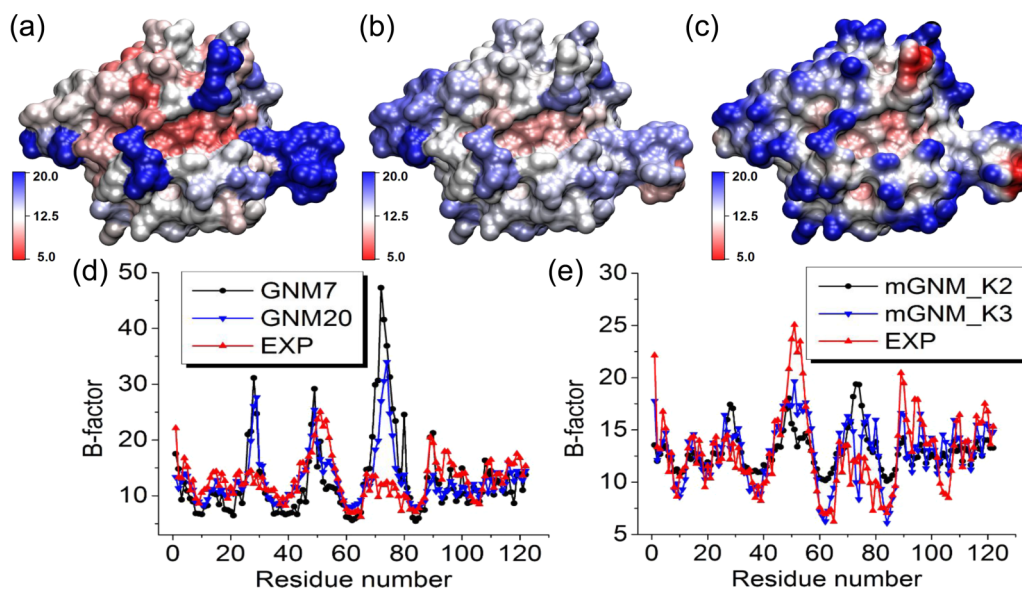 (a)
(b)
(c)
20.0
12.5
5.0
20.0
12.5
5.0
20.0
12.5
5.0
(d)
50
40
30
20
10
B-factor
GNM7
GNM20
EXP
0 20 40 60 80 100 120
Residue number
(e)
30
25
20
15
10
5
B-factor
mGNM_K2
mGNM_K3
EXP
0 20 40 60 80 100 120
Residue number